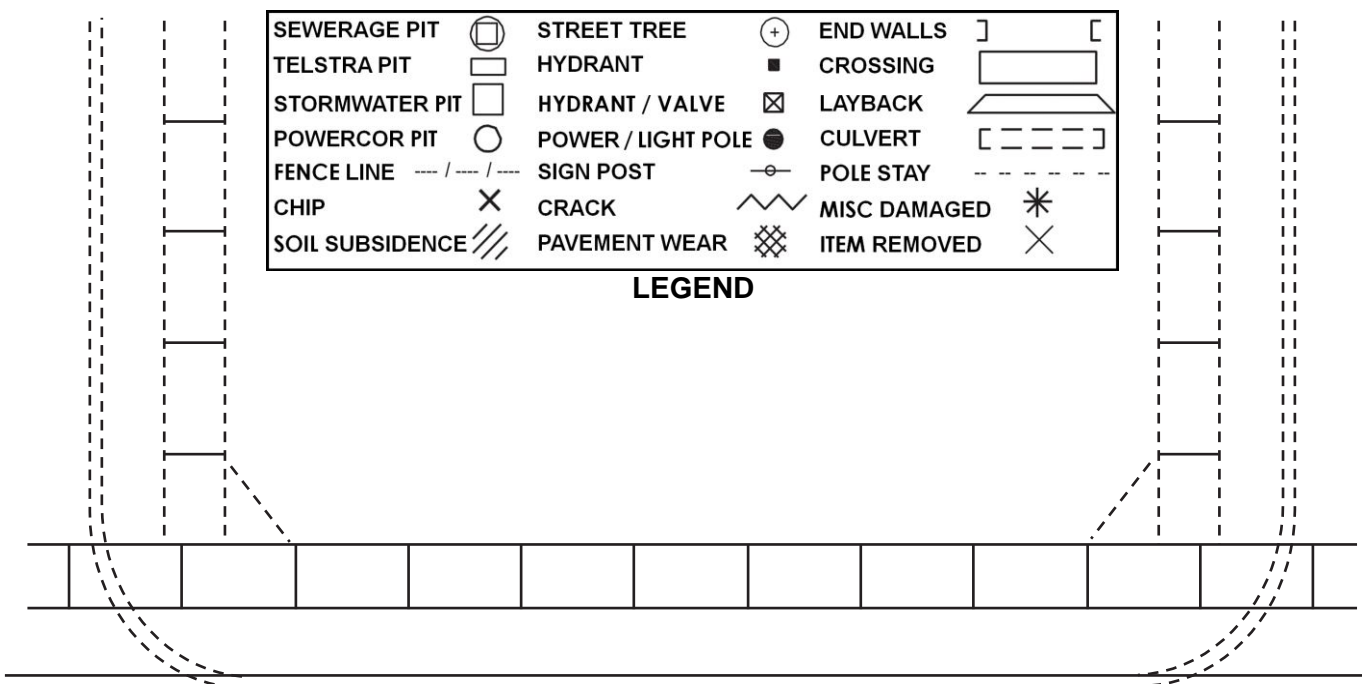 SEWERAGE PIT STREET TREE END WALLS
TELSTRA PIT HYDRANT CROSSING
STORMWATER PIT HYDRANT / VALVE LAYBACK
POWERCOR PIT POWER / LIGHT POLE CULVERT
FENCE LINE SIGN POST POLE STAY
CHIP CRACK MISC DAMAGED
SOIL SUBSIDENCE PAVEMENT WEAR ITEM REMOVED
LEGEND